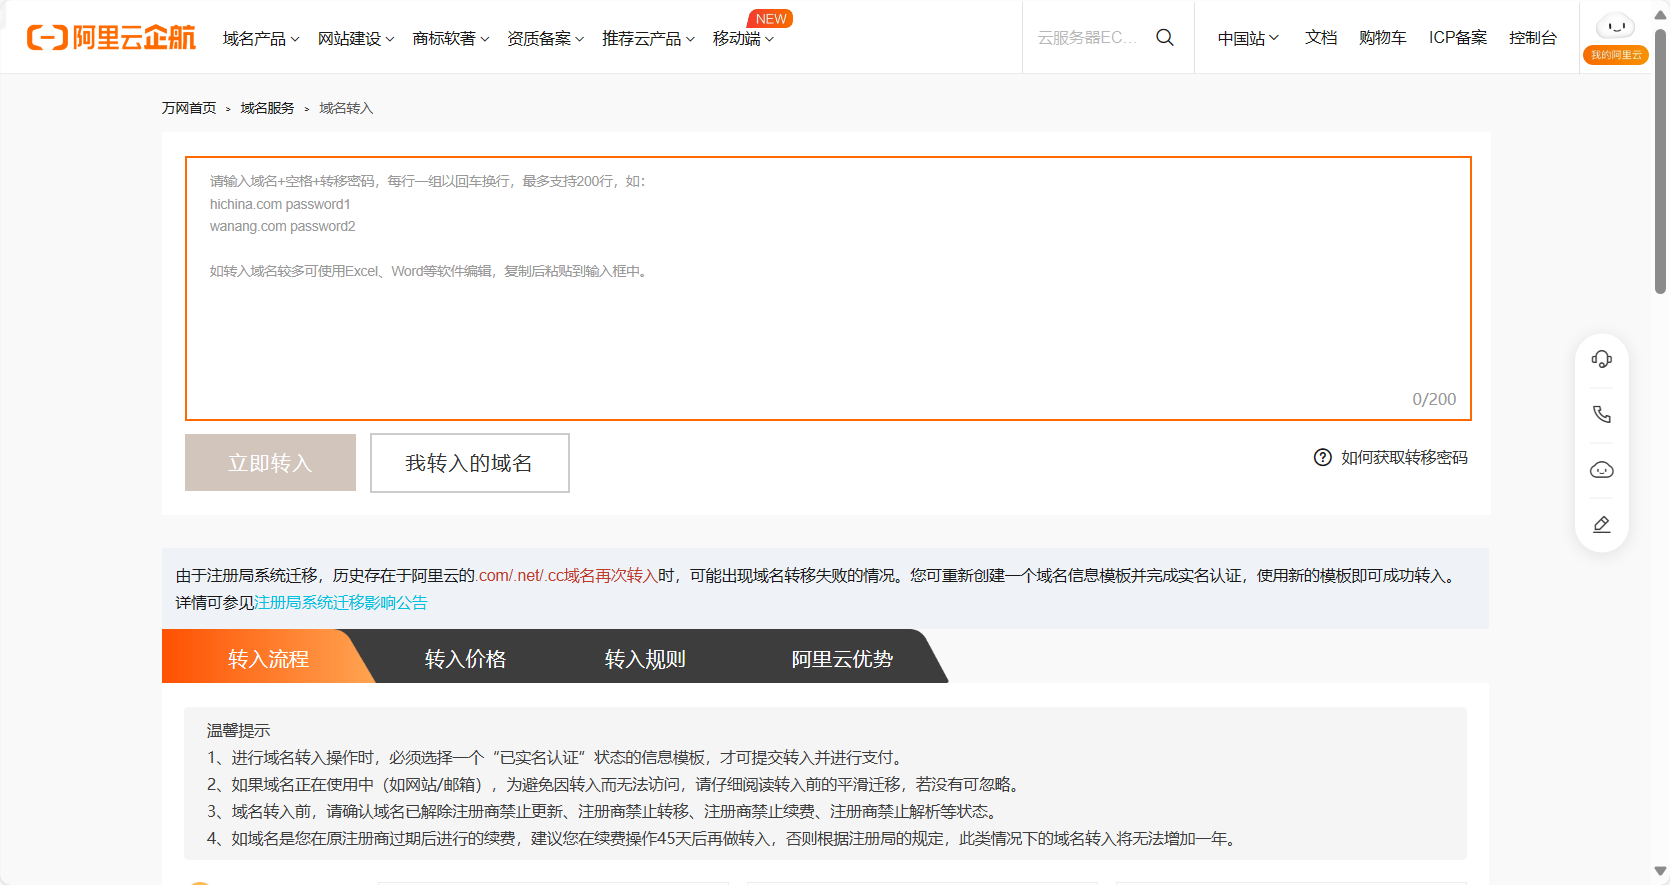 阿里云企航
域名产品
网站建设
商标软著
资质备案
推荐云产品
移动端
NEW
云服务器EC...
中国站
文档
购物车
ICP备案
控制台
我的阿里云
万网首页 > 域名服务 > 域名转入
请输入域名+空格+转移密码，每行一组以回车换行，最多支持200行，如：
hichina.com password1
wanang.com password2
如转入域名较多可使用Excel、Word等软件编辑，复制后粘贴到输入框中。
0/200
立即转入
我转入的域名
如何获取转移密码
由于注册局系统迁移，历史存在于阿里云的.com/.net/.cc域名再次转入时，可能出现域名转移失败的情况。您可重新创建一个域名信息模板并完成实名认证，使用新的模板即可成功转入。
详情可参见注册局系统迁移影响公告
转入流程
转入价格
转入规则
阿里云优势
温馨提示
1、进行域名转入操作时，必须选择一个“已实名认证”状态的信息模板，才可提交转入并进行支付。
2、如果域名正在使用中（如网站/邮箱），为避免因转入而无法访问，请仔细阅读转入前的平滑迁移，若没有可忽略。
3、域名转入前，请确认域名已解除注册商禁止更新、注册商禁止转移、注册商禁止续费、注册商禁止解析等状态。
4、如域名是您在原注册商过期后进行的续费，建议您在续费操作45天后再做转入，否则根据注册局的规定，此类情况下的域名转入将无法增加一年。